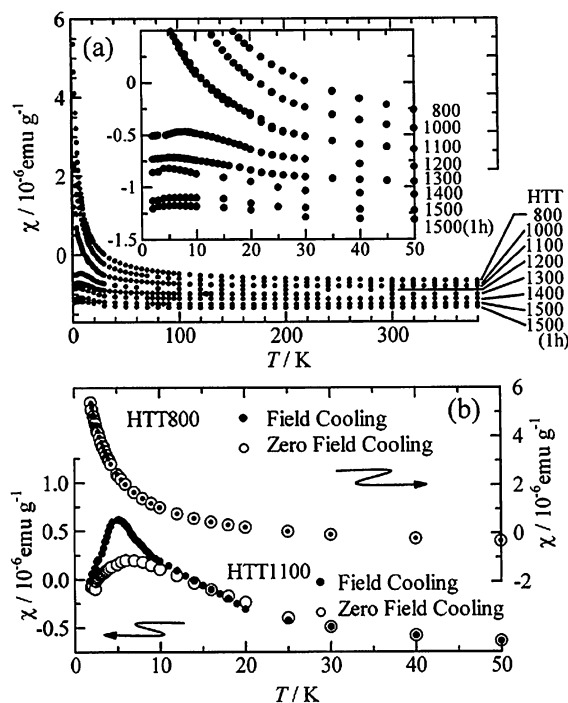 (a)
χ / 10⁻⁶emu g⁻¹
6
4
2
0
0
-0.5
-1
-1.5
0 10 20 30 40 50
800
1000
1100
1200
1300
1400
1500
1500(1h)
HTT
800
1000
1100
1200
1300
1400
1500
1500
(1h)
0 100 200 300
T / K
(b)
HTT800
Field Cooling
Zero Field Cooling
χ / 10⁻⁶emu g⁻¹
1.0
0.5
0.0
-0.5
6
4
2
0
-2
χ / 10⁻⁶emu g⁻¹
HTT1100
Field Cooling
Zero Field Cooling
0 10 20 30 40 50
T / K